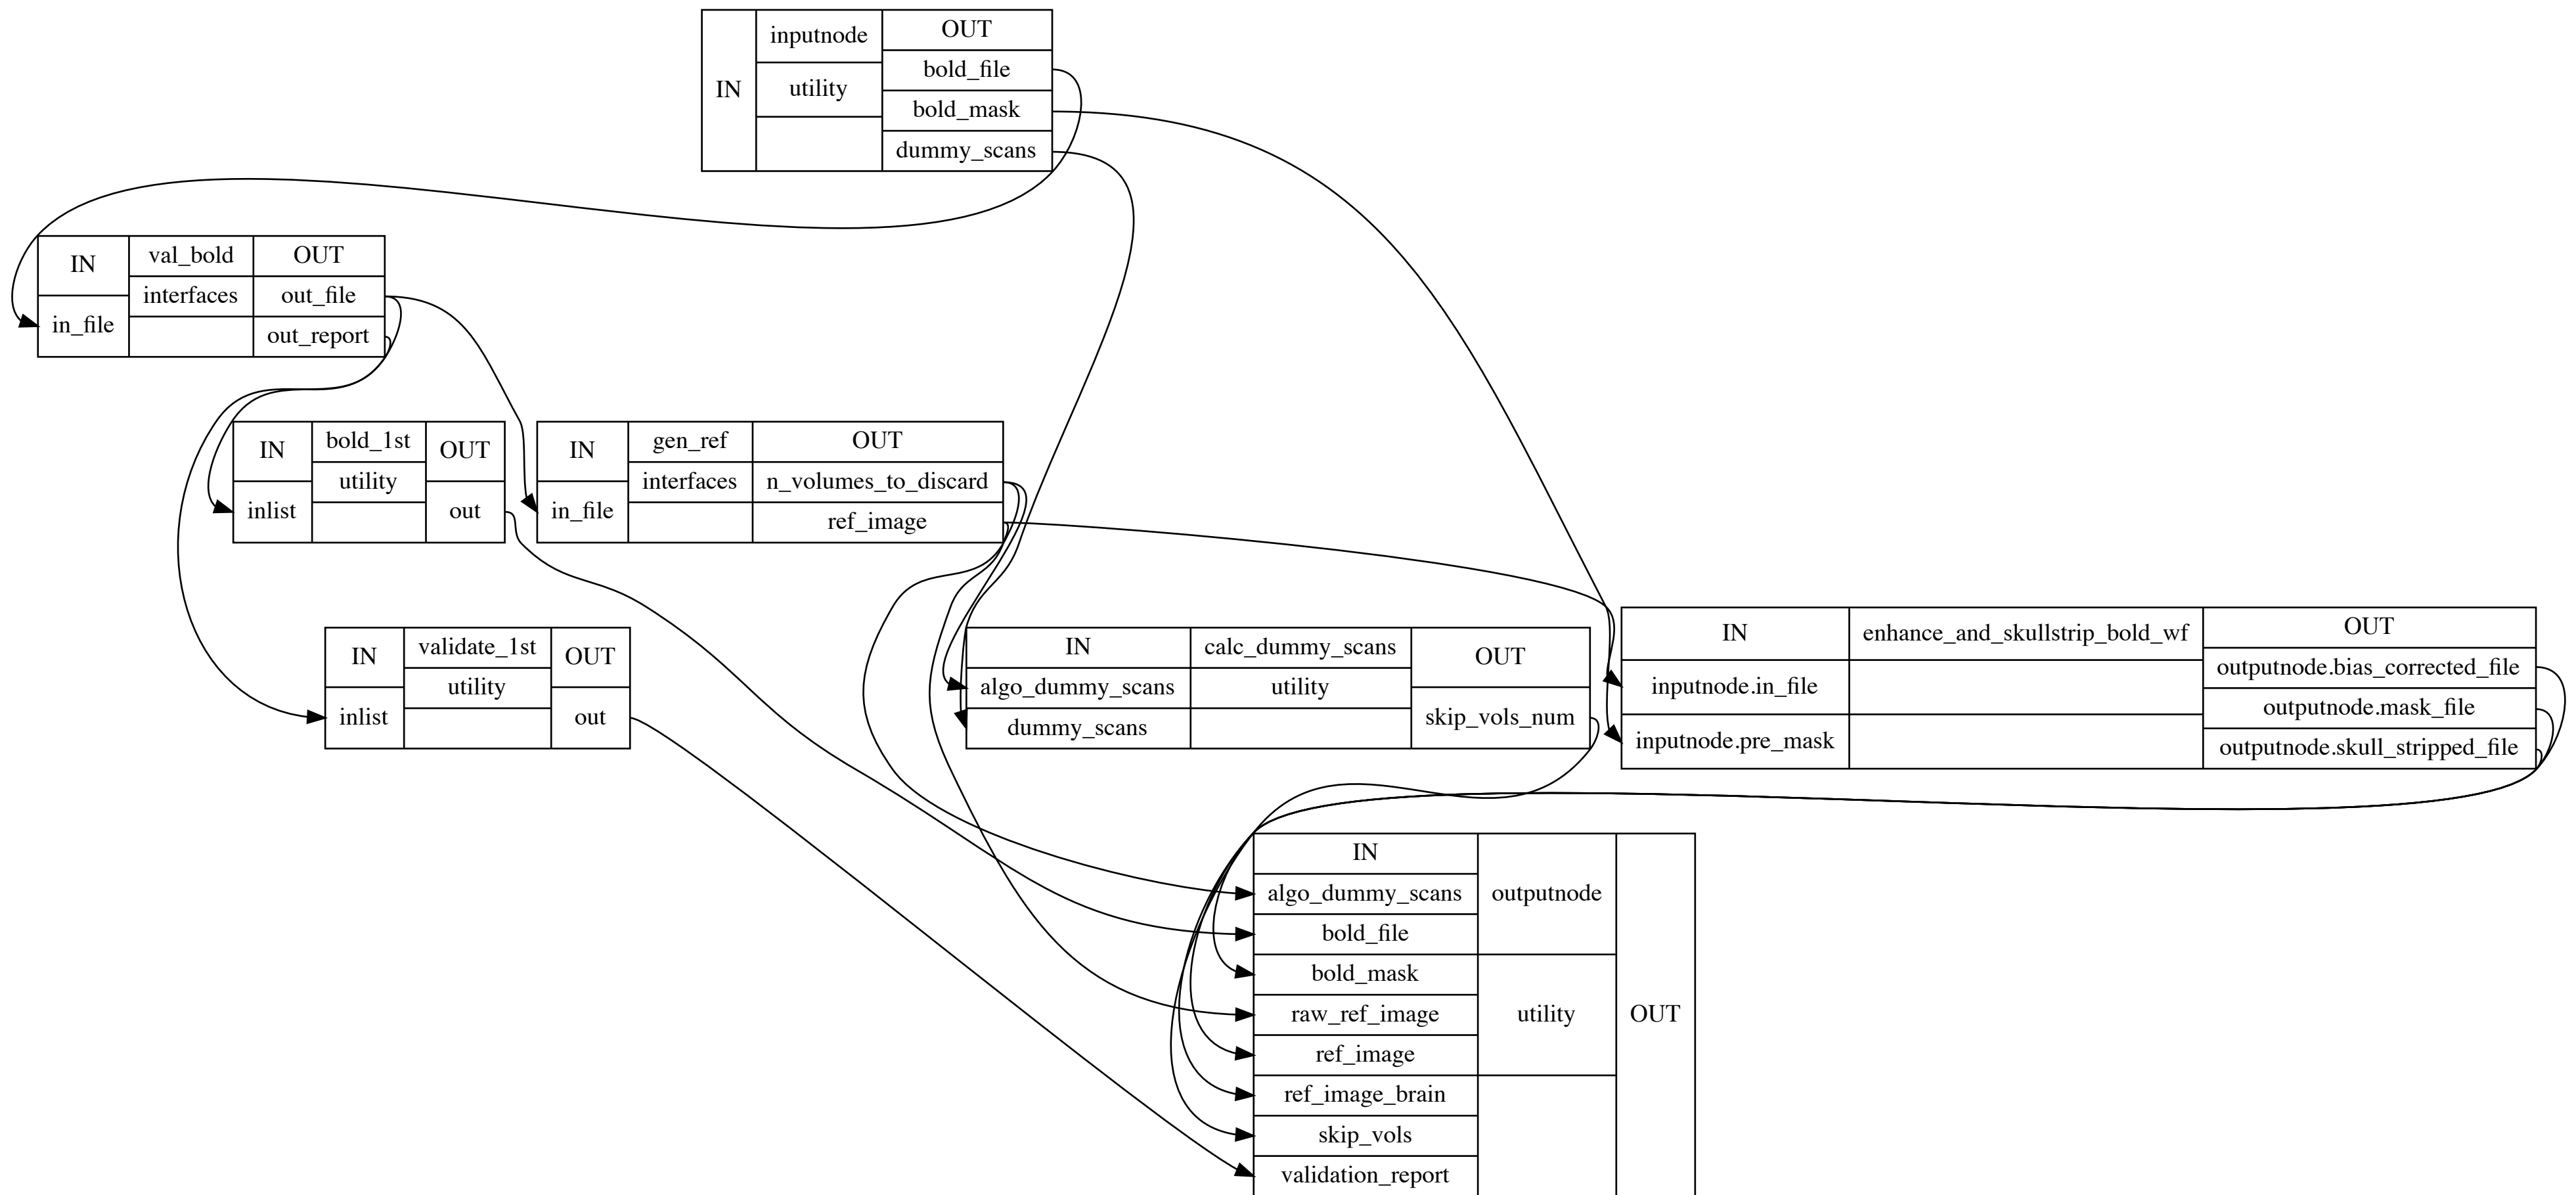 IN
inputnode
utility
OUT
bold_file
bold_mask
dummy_scans
IN
in_file
val_bold
interfaces
OUT
out_file
out_report
IN
inlist
bold_1st
utility
OUT
out
IN
in_file
gen_ref
interfaces
OUT
n_volumes_to_discard
ref_image
IN
inlist
validate_1st
utility
OUT
out
IN
algo_dummy_scans
dummy_scans
calc_dummy_scans
utility
OUT
skip_vols_num
IN
inputnode.in_file
inputnode.pre_mask
enhance_and_skullstrip_bold_wf
OUT
outputnode.bias_corrected_file
outputnode.mask_file
outputnode.skull_stripped_file
IN
algo_dummy_scans
bold_file
bold_mask
raw_ref_image
ref_image
ref_image_brain
skip_vols
validation_report
outputnode
utility
OUT